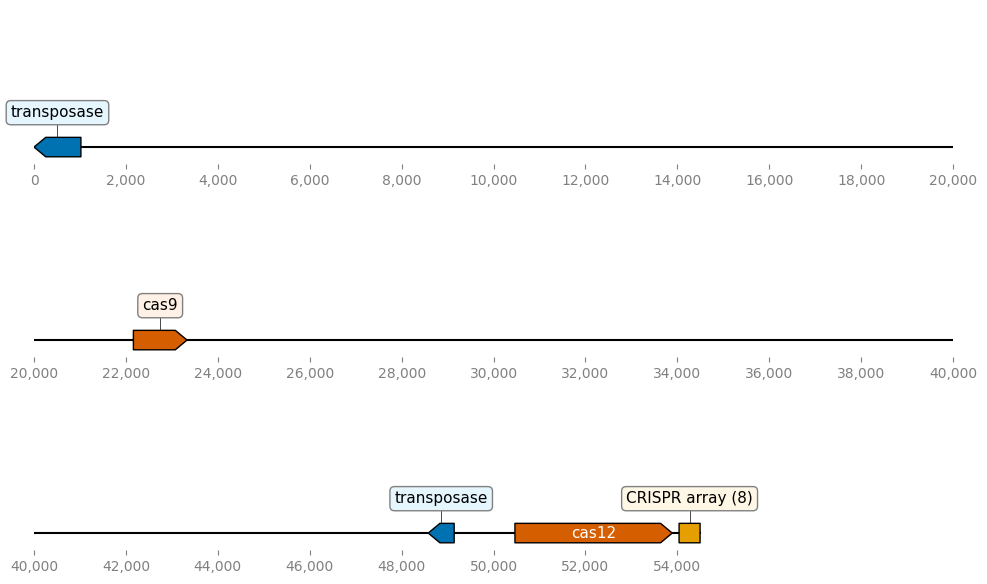 transposase
0 2,000 4,000 6,000 8,000 10,000 12,000 14,000 16,000 18,000 20,000
cas9
20,000 22,000 24,000 26,000 28,000 30,000 32,000 34,000 36,000 38,000 40,000
transposase CRISPR array (8)
cas12
40,000 42,000 44,000 46,000 48,000 50,000 52,000 54,000